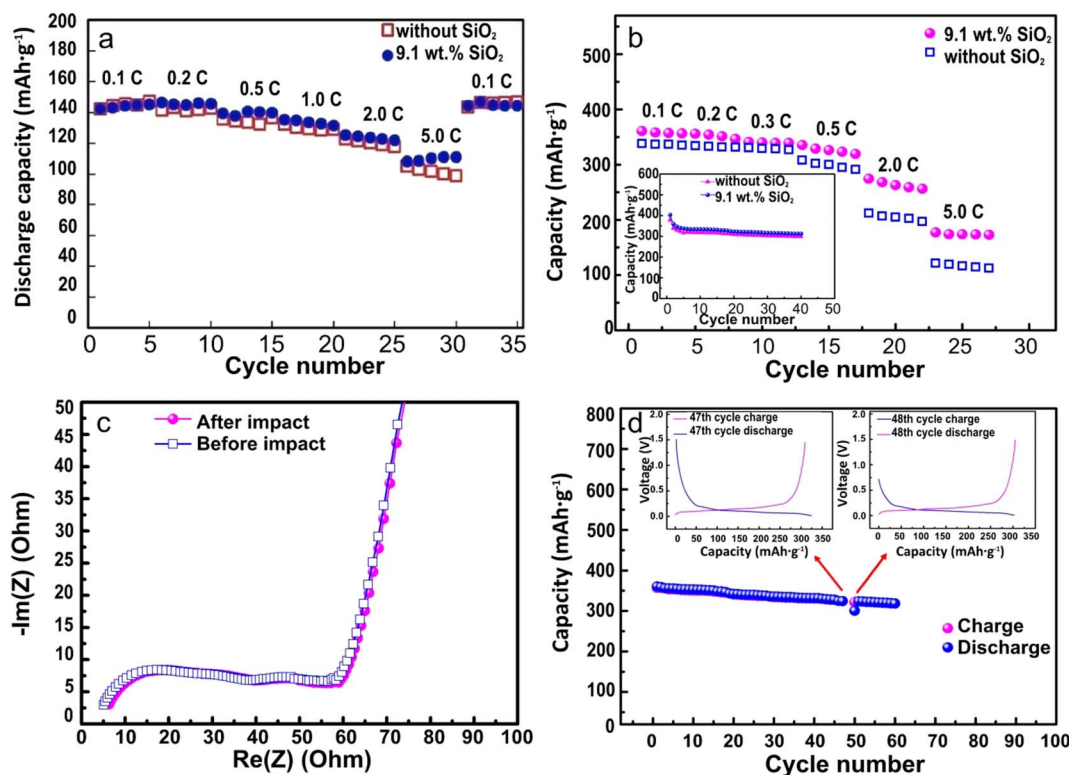 a
without SiO₂
9.1 wt.% SiO₂
0.1 C
0.2 C
0.5 C
1.0 C
2.0 C
5.0 C
0.1 C
Discharge capacity (mAh·g⁻¹)
200
180
160
140
120
100
80
60
40
20
0
0
5
10
15
20
25
30
35
Cycle number
b
9.1 wt.% SiO₂
without SiO₂
0.1 C
0.2 C
0.3 C
0.5 C
2.0 C
5.0 C
Capacity (mAh·g⁻¹)
500
400
300
200
100
0
0
5
10
15
20
25
30
Cycle number
without SiO₂
9.1 wt.% SiO₂
Capacity (mAh·g⁻¹)
600
500
400
300
200
100
0
0
10
20
30
40
50
Cycle number
c
After impact
Before impact
-Im(Z) (Ohm)
50
45
40
35
30
25
20
15
10
5
0
0
10
20
30
40
50
60
70
80
90
100
Re(Z) (Ohm)
d
Capacity (mAh·g⁻¹)
800
700
600
500
400
300
200
100
0
0
10
20
30
40
50
60
70
80
90
100
Cycle number
Charge
Discharge
47th cycle charge
47th cycle discharge
Voltage (V)
2.0
1.5
1.0
0.5
0.0
0
50
100
150
200
250
300
350
Capacity (mAh·g⁻¹)
48th cycle charge
48th cycle discharge
Voltage (V)
2.0
1.5
1.0
0.5
0.0
0
50
100
150
200
250
300
350
Capacity (mAh·g⁻¹)